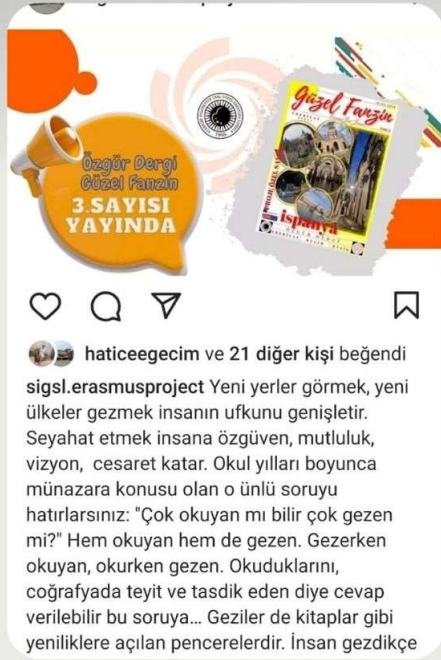 Özgür Dergi
Güzel Fanzin
3.SAYISI
YAYINDA
Güzel Fanzin
PROJE ÖZEL SAYI
ispanya
haticeegecim ve 21 diğer kişi beğendi
sigsl.erasmusproject Yeni yerler görmek, yeni
ülkeler gezmek insanın ufkunu genişletir.
Seyahat etmek insana özgüven, mutluluk,
vizyon, cesaret katar. Okul yılları boyunca
münazara konusu olan o ünlü soruyu
hatırlarsınız: "Çok okuyan mı bilir çok gezen
mi?" Hem okuyan hem de gezen. Gezerken
okuyan, okurken gezen. Okuduklarını,
coğrafyada teyit ve tasdik eden diye cevap
verilebilir bu soruya... Geziler de kitaplar gibi
yeniliklere açılan pencerelerdir. İnsan gezdikçe